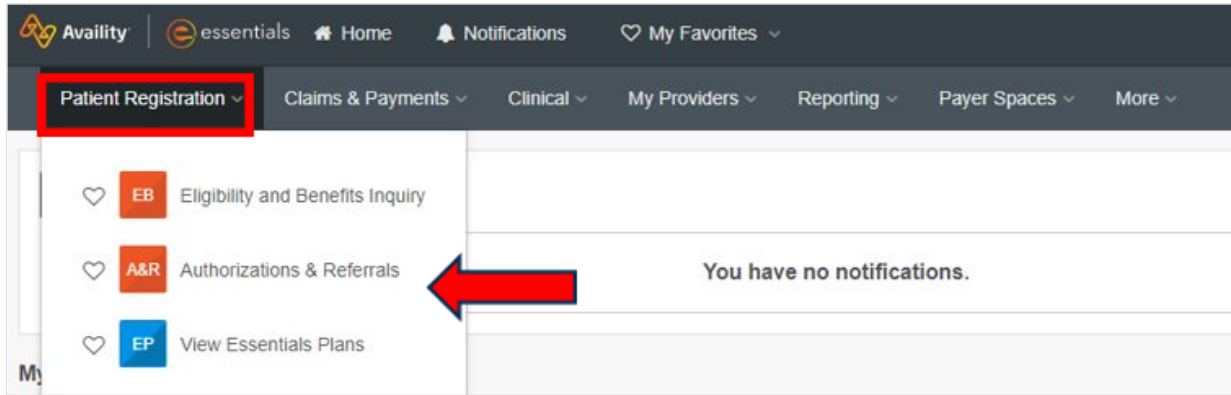 Availity essentials Home Notifications My Favorites
Patient Registration Claims & Payments Clinical My Providers Reporting Payer Spaces More
EB Eligibility and Benefits Inquiry
A&R Authorizations & Referrals
You have no notifications.
EP View Essentials Plans
My